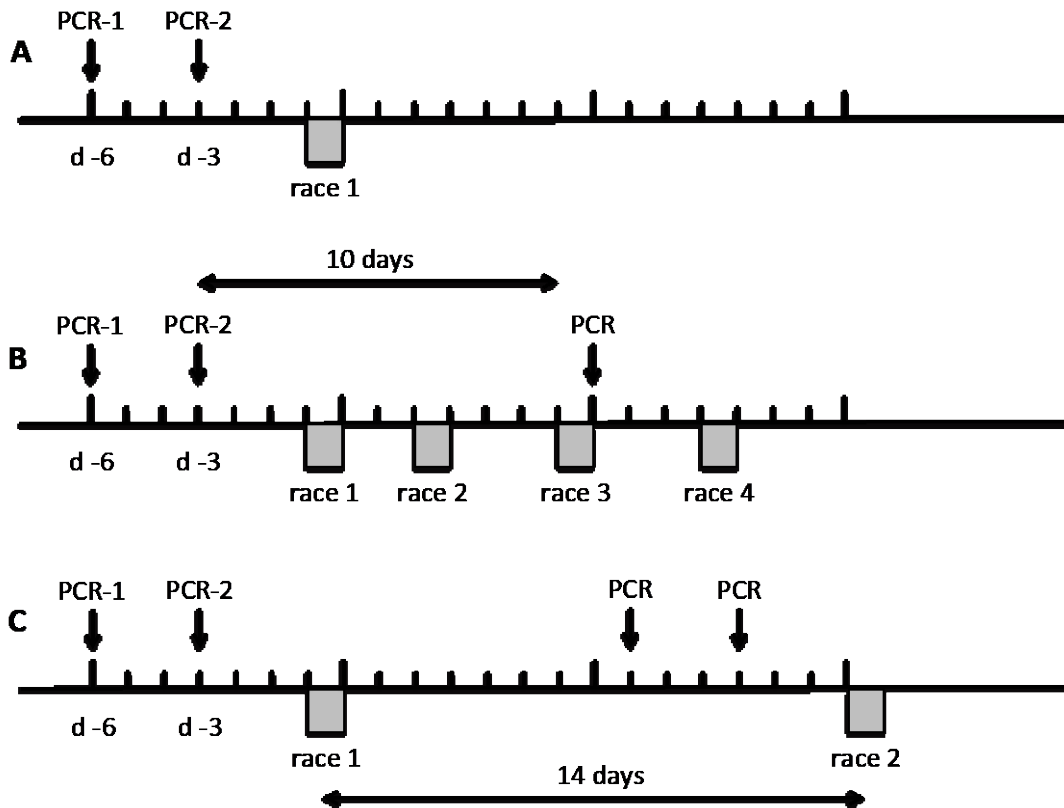 PCR-1 PCR-2
A
d -6 d -3
race 1
10 days
PCR-1 PCR-2 PCR
B
d -6 d -3
race 1 race 2 race 3 race 4
PCR-1 PCR-2 PCR PCR
C
d -6 d -3
race 1 race 2
14 days